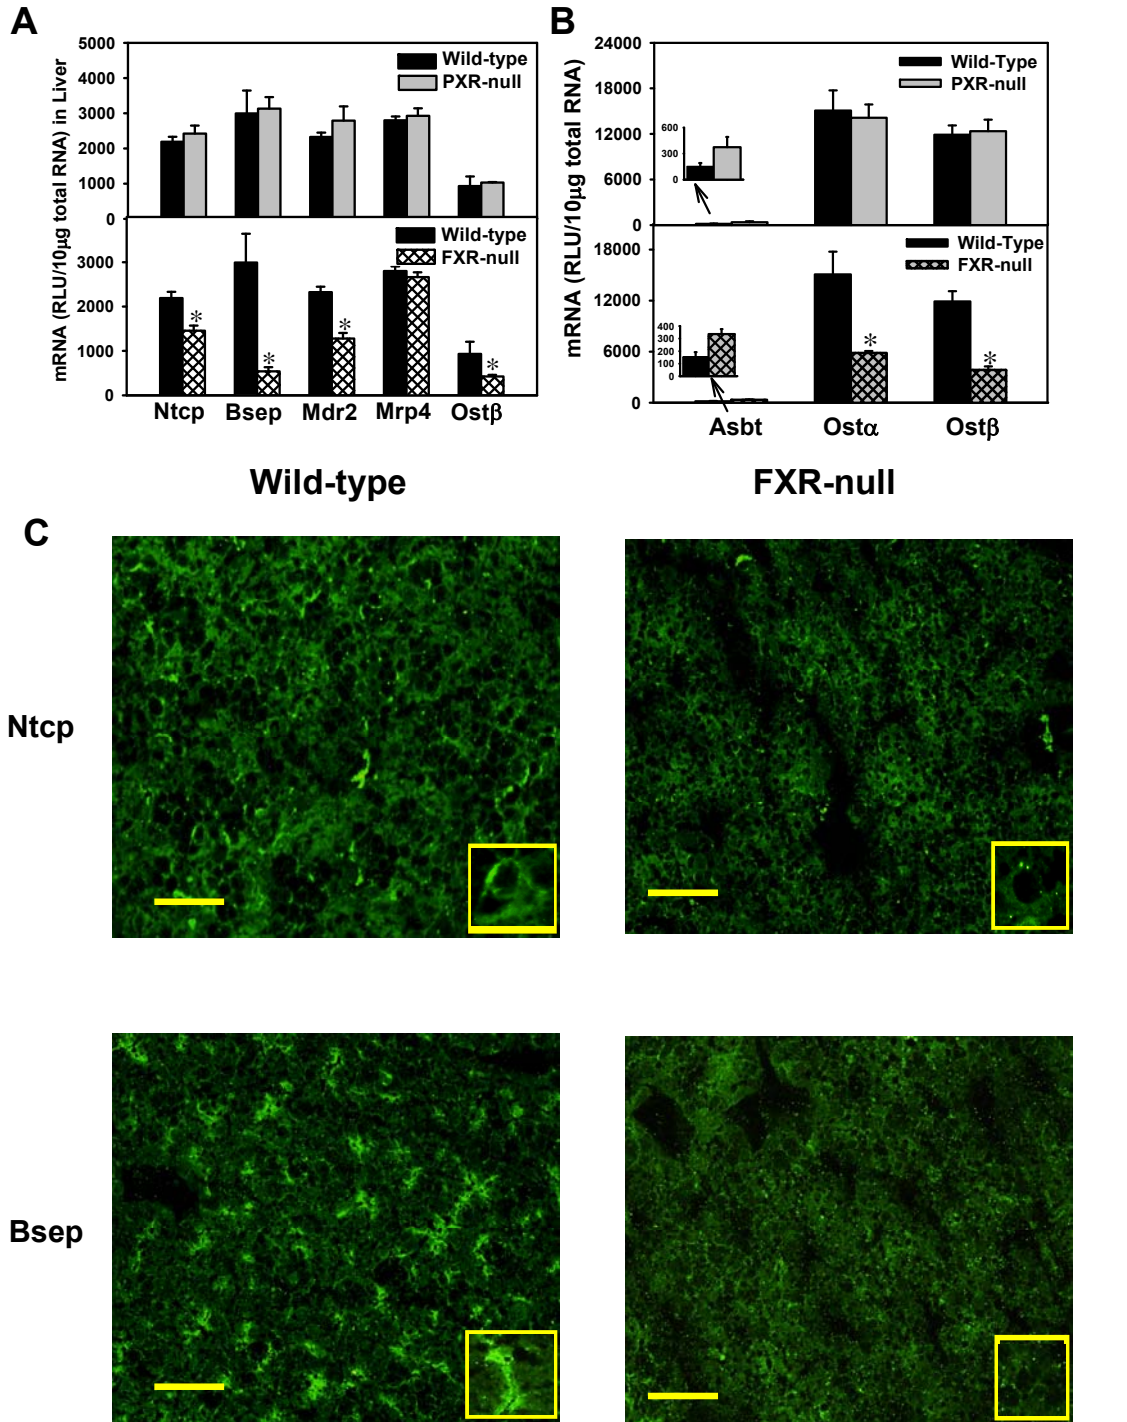 A
B
mRNA (RLU/10μg total RNA) in Liver
5000
4000
3000
2000
1000
0
Wild-type
PXR-null
3000
2000
1000
0
Wild-type
FXR-null
*
*
*
*
Ntcp Bsep Mdr2 Mrp4 Ostβ
mRNA (RLU/10μg total RNA)
24000
18000
12000
6000
0
Wild-Type
PXR-null
600
300
0
18000
12000
6000
0
Wild-Type
FXR-null
400
300
200
100
0
*
*
Asbt Ostα Ostβ
Wild-type FXR-null
C
Ntcp
Bsep